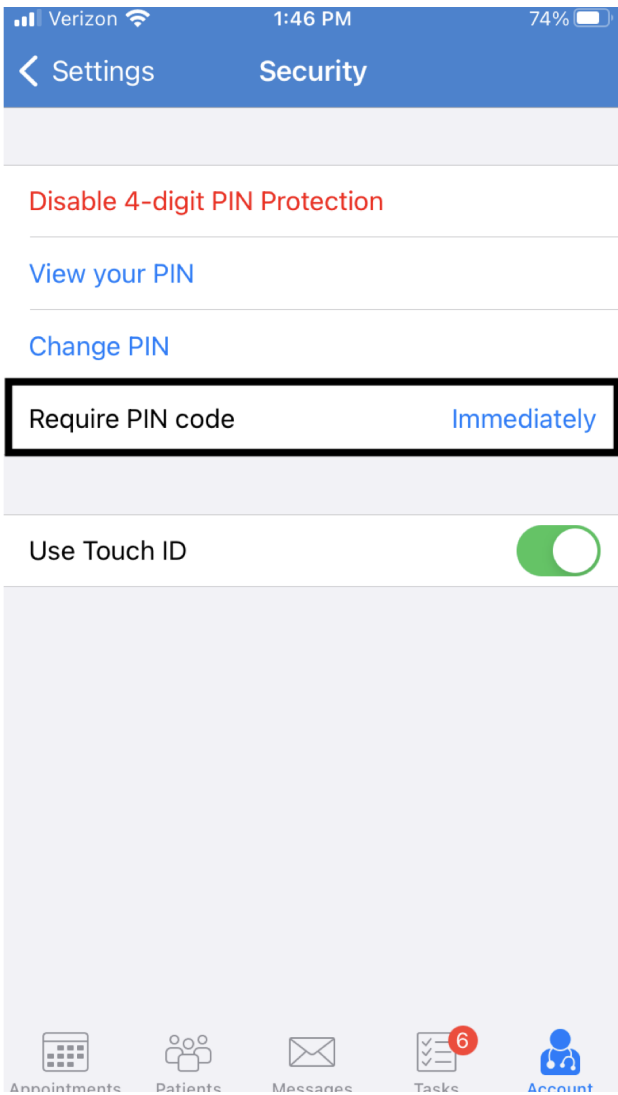 Verizon 1:46 PM 74%
Settings Security
Disable 4-digit PIN Protection
View your PIN
Change PIN
Require PIN code Immediately
Use Touch ID
6
Appointments Patients Messages Tasks Account